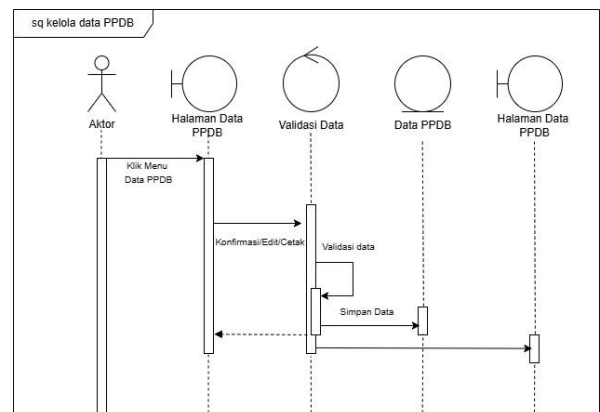 sq kelola data PPDB
Aktor
Halaman Data
PPDB
Validasi Data
Data PPDB
Halaman Data
PPDB
Klik Menu
Data PPDB
Konfirmasi/Edit/Cetak
Validasi data
Simpan Data